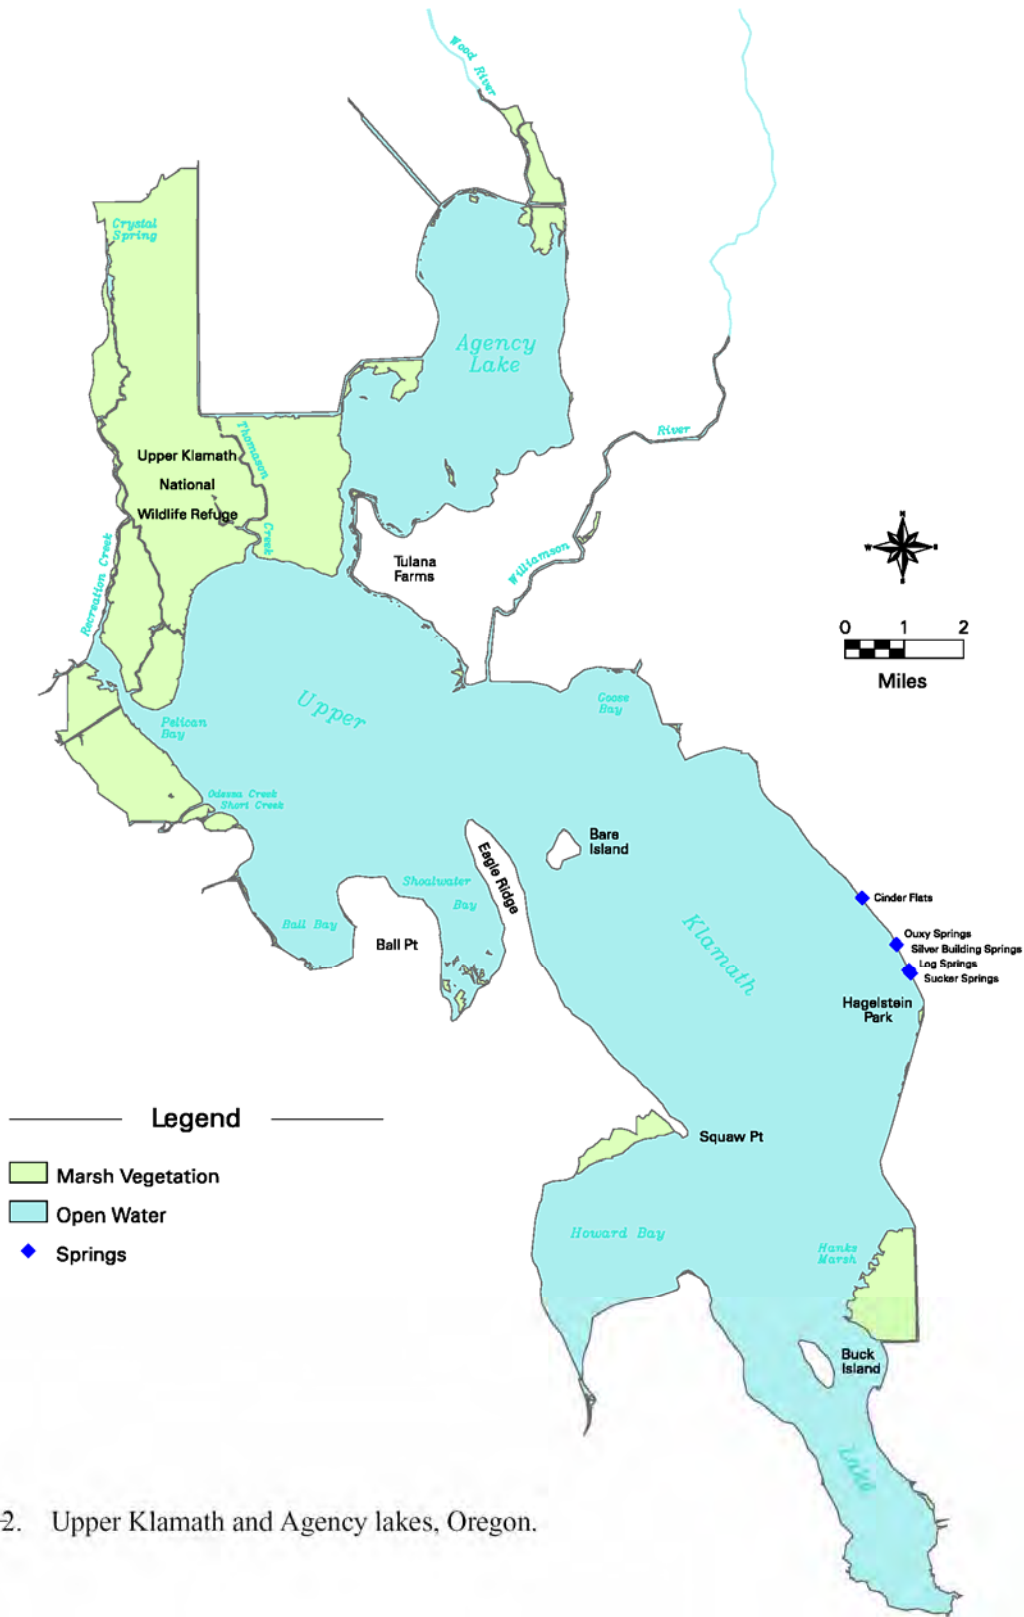 Wood River
Crystal
Spring
Agency
Lake
River
Thomason
Creek
Upper Klamath
National
Wildlife Refuge
N
W
E
S
Recreation Creek
Williamson
Tulana
Farms
0 1 2
Miles
Upper
Goose
Bay
Pelican
Bay
Odessa Creek
Short Creek
Bare
Island
Eagle Ridge
Shoalwater
Bay
Cinder Flats
Ball Bay
Ball Pt
Klamath
Ouxy Springs
Silver Building Springs
Log Springs
Sucker Springs
Hagelstein
Park
Legend
Squaw Pt
Marsh Vegetation
Open Water
Springs
Howard Bay
Hanks
Marsh
Buck
Island
Lake
2. Upper Klamath and Agency lakes, Oregon.